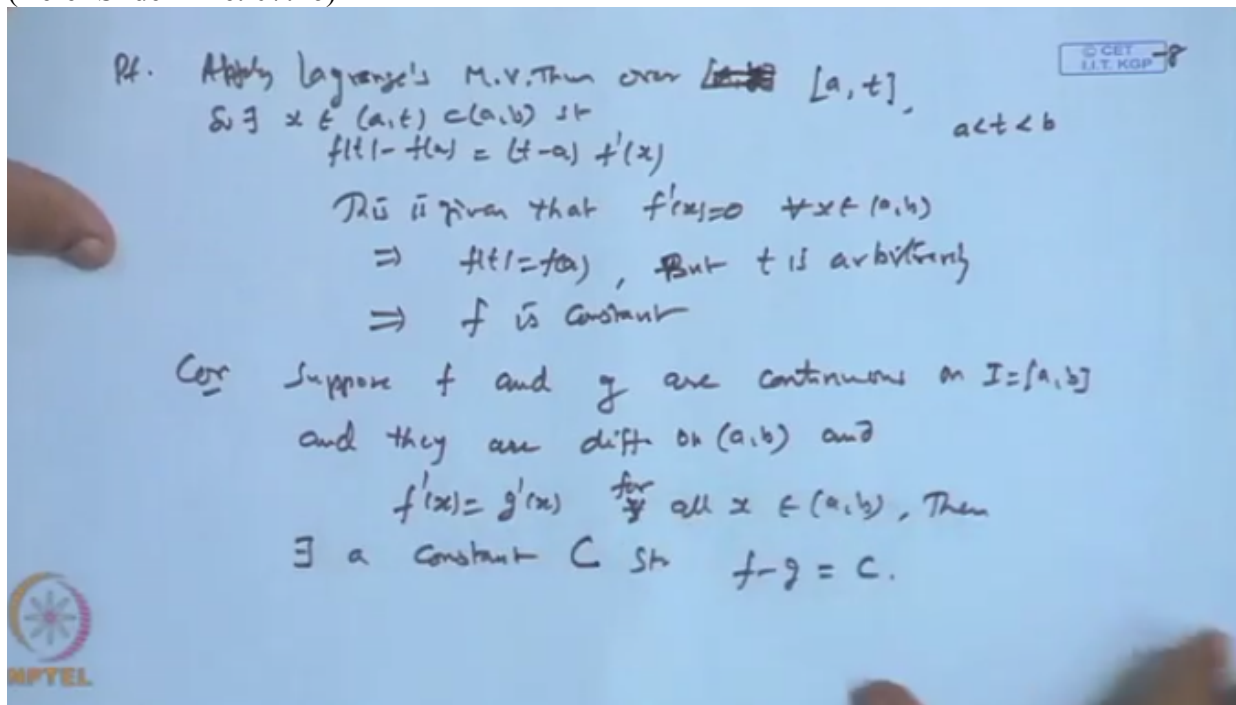 Pf. Apply Lagrange's M.V. Thm over [a, t], a<t<b
So ∃ x ∈ (a,t) ⊂ (a,b) st
f(t) - f(a) = (t-a) f'(x)
This is given that f'(x)=0 ∀ x ∈ (a,b)
⇒ f(t) = f(a), But t is arbitrary
⇒ f is constant
Cor Suppose f and g are continuous on I=[a,b]
and they are diff on (a,b) and
f'(x) = g'(x) for all x ∈ (a,b), Then
∃ a constant C St. f-g = C.
© CET
I.I.T. KGP
NPTEL